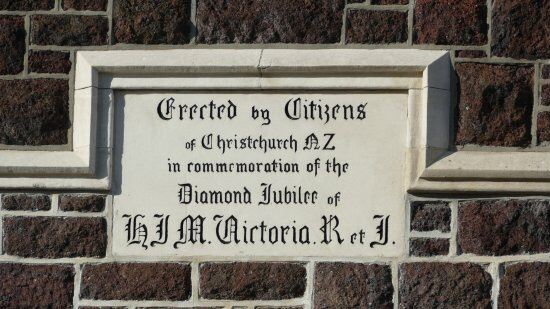 Erected by Citizens
of Christchurch NZ
in commemoration of the
Diamond Jubilee of
H I M. Victoria. R et I.